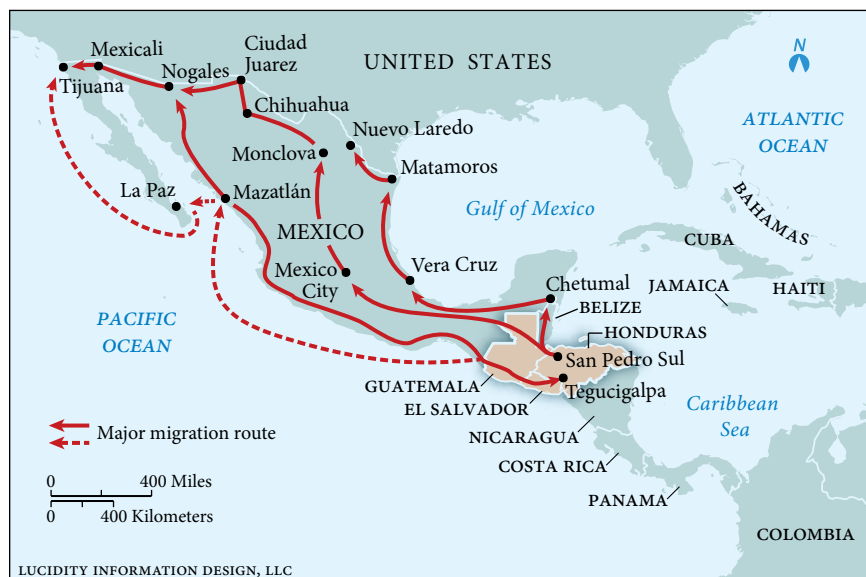 Mexicali
Ciudad
Juarez
UNITED STATES
N
Tijuana
Nogales
Chihuahua
ATLANTIC
OCEAN
Nuevo Laredo
Monclova
Matamoros
La Paz
Mazatlán
Gulf of Mexico
BAHAMAS
MEXICO
CUBA
Mexico
City
Vera Cruz
Chetumal
JAMAICA
HAITI
BELIZE
PACIFIC
OCEAN
HONDURAS
San Pedro Sul
GUATEMALA
Tegucigalpa
EL SALVADOR
Caribbean
Sea
Major migration route
NICARAGUA
COSTA RICA
0 400 Miles
PANAMA
0 400 Kilometers
COLOMBIA
LUCIDITY INFORMATION DESIGN, LLC